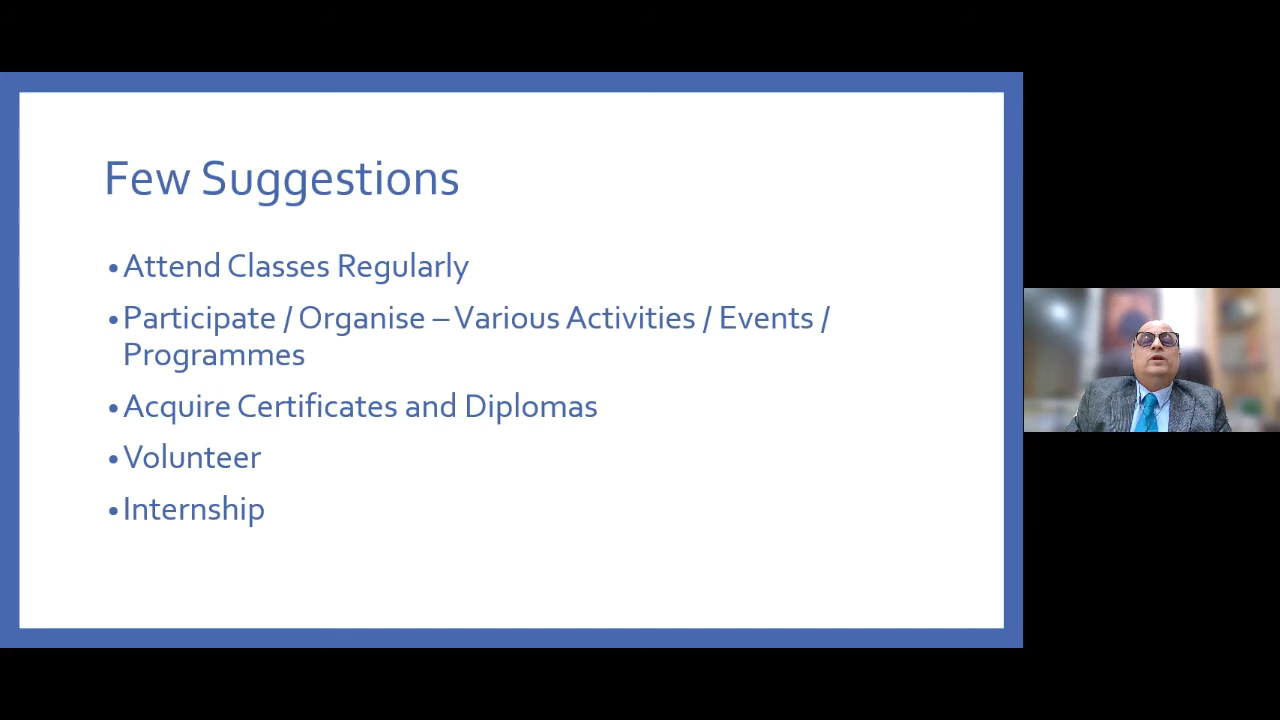 Few Suggestions
•Attend Classes Regularly
•Participate / Organise – Various Activities / Events /
Programmes
•Acquire Certificates and Diplomas
•Volunteer
•Internship